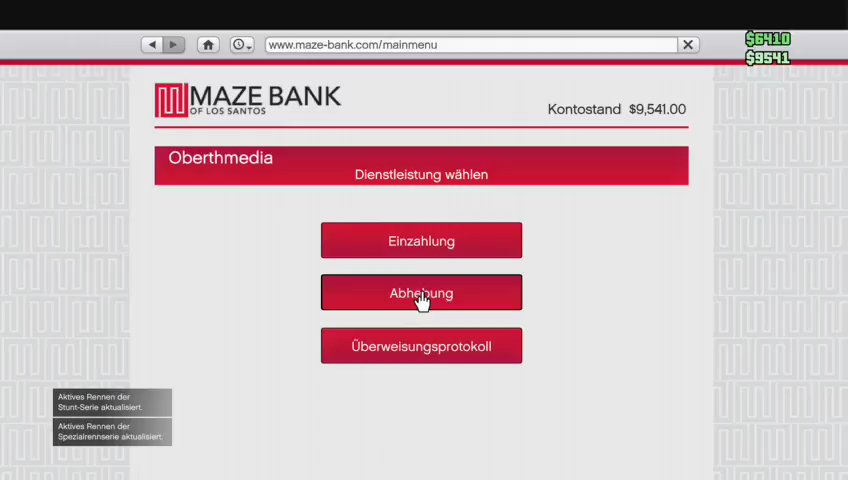 www.maze-bank.com/mainmenu
$6410
$9541
MAZE BANK
OF LOS SANTOS
Kontostand $9,541.00
Oberthmedia
Dienstleistung wählen
Einzahlung
Abhebung
Überweisungsprotokoll
Aktives Rennen der
Stunt-Serie aktualisiert.
Aktives Rennen der
Spezialrennserie aktualisiert.